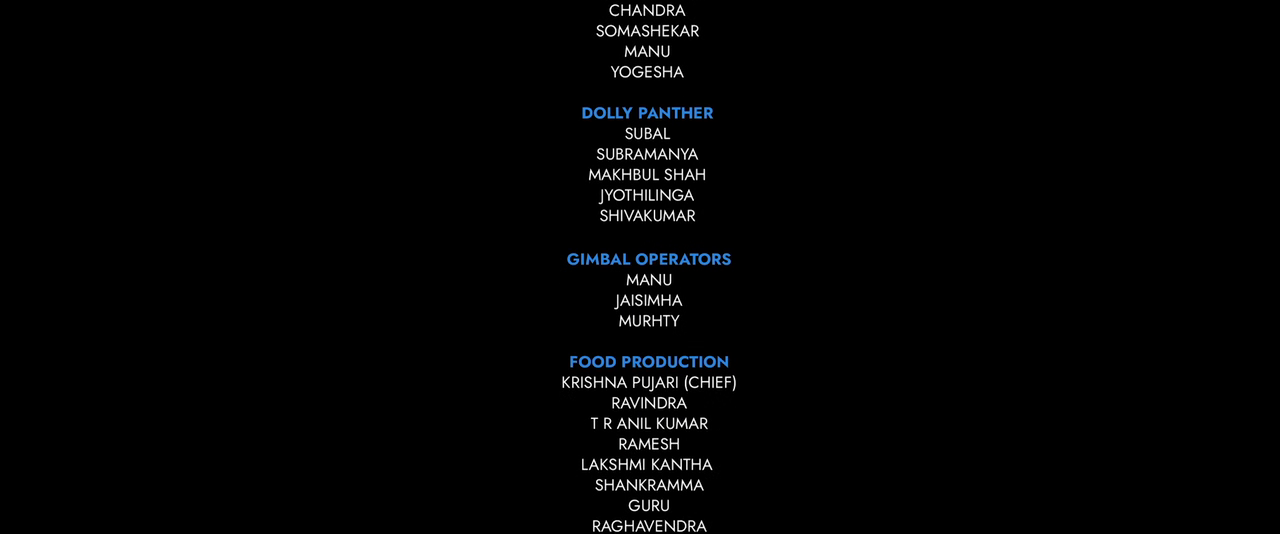 CHANDRA
SOMASHEKAR
MANU
YOGESHA
DOLLY PANTHER
SUBAL
SUBRAMANYA
MAKHBUL SHAH
JYOTHILINGA
SHIVAKUMAR
GIMBAL OPERATORS
MANU
JAISIMHA
MURHTY
FOOD PRODUCTION
KRISHNA PUJARI (CHIEF)
RAVINDRA
T R ANIL KUMAR
RAMESH
LAKSHMI KANTHA
SHANKRAMMA
GURU
RAGHAVENDRA